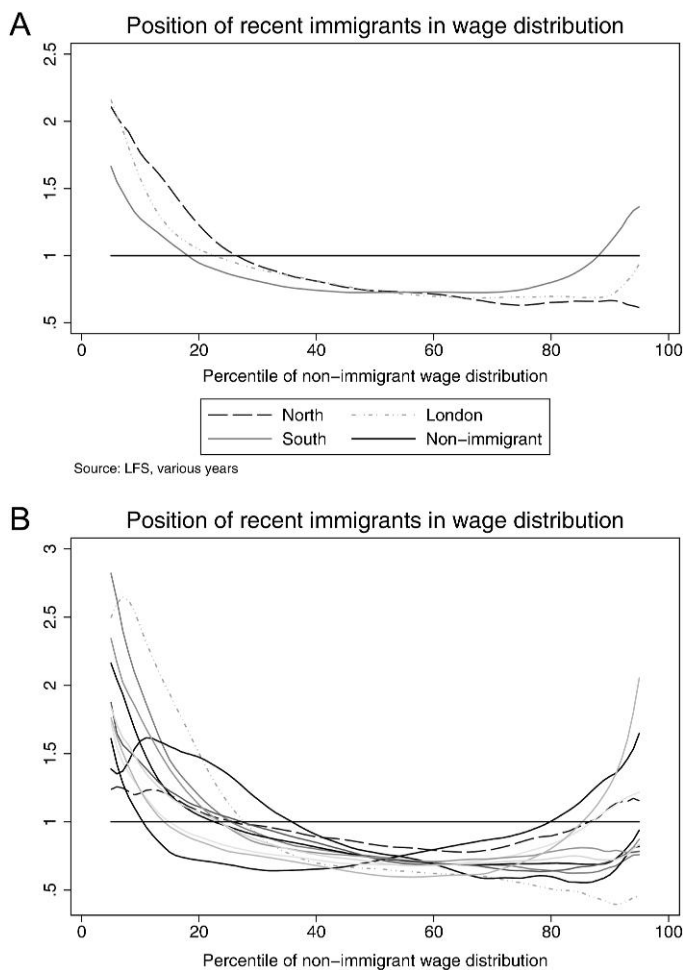 A
Position of recent immigrants in wage distribution
2.5
2
1.5
1
.5
0 20 40 60 80 100
Percentile of non-immigrant wage distribution
North London
South Non-immigrant
Source: LFS, various years
B
Position of recent immigrants in wage distribution
3
2.5
2
1.5
1
.5
0 20 40 60 80 100
Percentile of non-immigrant wage distribution